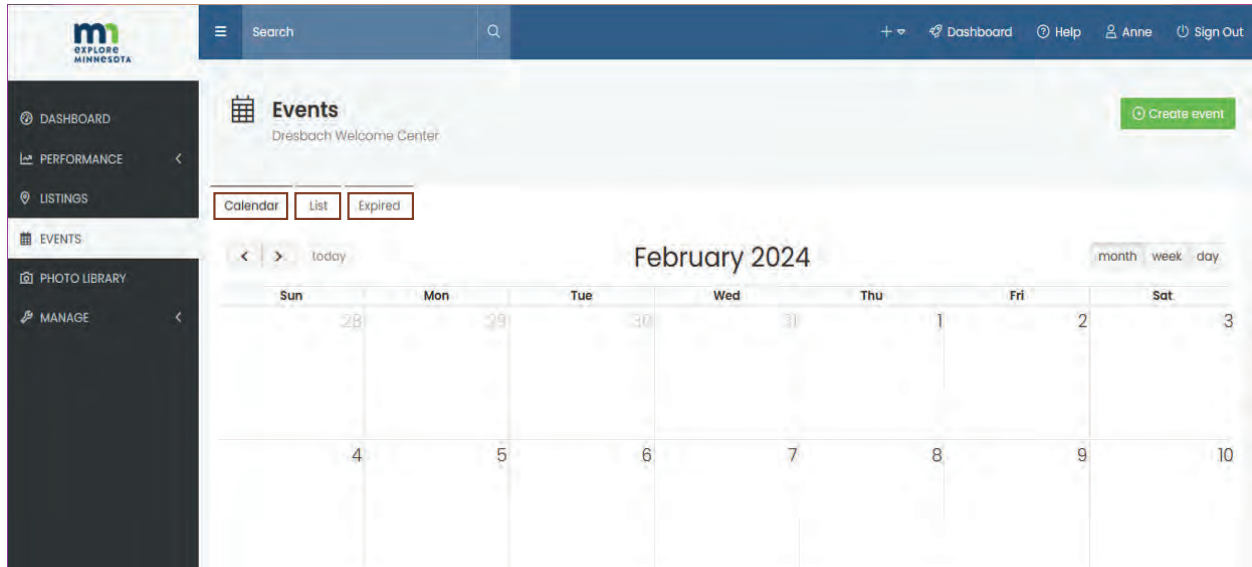 mn
EXPLORE
MINNESOTA
Search
Dashboard
Help
Anne
Sign Out
DASHBOARD
PERFORMANCE
LISTINGS
EVENTS
PHOTO LIBRARY
MANAGE
Events
Dresbach Welcome Center
Create event
Calendar List Expired
< > today
February 2024
month week day
Sun Mon Tue Wed Thu Fri Sat
28 29 30 31 1 2 3
4 5 6 7 8 9 10